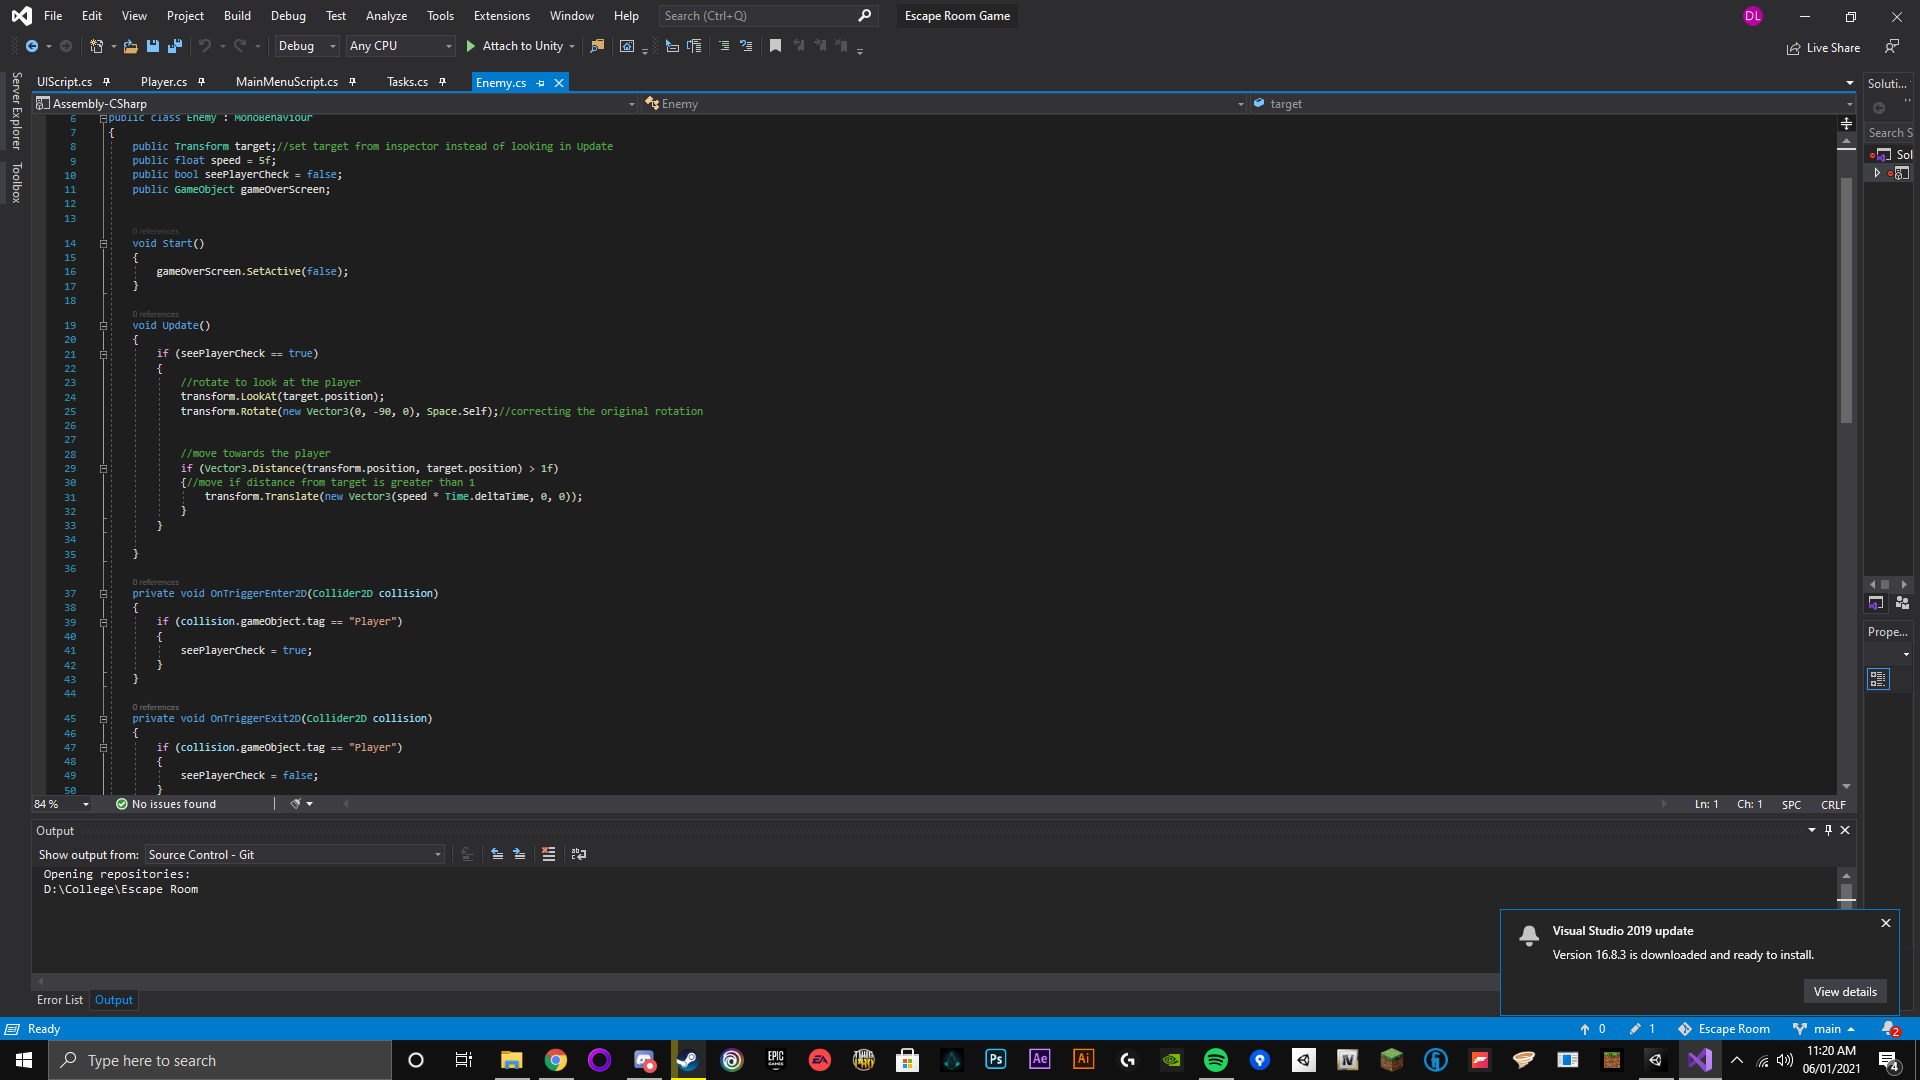 File Edit View Project Build Debug Test Analyze Tools Extensions Window Help Search (Ctrl+Q) Escape Room Game DL
Debug Any CPU Attach to Unity Live Share
Server Explorer
Toolbox
UIScript.cs Player.cs MainMenuScript.cs Tasks.cs Enemy.cs
Assembly-CSharp Enemy target
6 public class Enemy : MonoBehaviour
7 {
8 public Transform target;//set target from inspector instead of looking in Update
9 public float speed = 5f;
10 public bool seePlayerCheck = false;
11 public GameObject gameOverScreen;
12
13
0 references
14 void Start()
15 {
16 gameOverScreen.SetActive(false);
17 }
18
0 references
19 void Update()
20 {
21 if (seePlayerCheck == true)
22 {
23 //rotate to look at the player
24 transform.LookAt(target.position);
25 transform.Rotate(new Vector3(0, -90, 0), Space.Self);//correcting the original rotation
26
27
28 //move towards the player
29 if (Vector3.Distance(transform.position, target.position) > 1f)
30 {//move if distance from target is greater than 1
31 transform.Translate(new Vector3(speed * Time.deltaTime, 0, 0));
32 }
33 }
34
35 }
36
0 references
37 private void OnTriggerEnter2D(Collider2D collision)
38 {
39 if (collision.gameObject.tag == "Player")
40 {
41 seePlayerCheck = true;
42 }
43 }
44
0 references
45 private void OnTriggerExit2D(Collider2D collision)
46 {
47 if (collision.gameObject.tag == "Player")
48 {
49 seePlayerCheck = false;
50 }
84 % No issues found Ln: 1 Ch: 1 SPC CRLF
Soluti...
Search S
Sol
Prope...
Output
Show output from: Source Control - Git
Opening repositories:
D:\College\Escape Room
Visual Studio 2019 update
Version 16.8.3 is downloaded and ready to install.
View details
Error List Output
Ready 0 1 Escape Room main 2
Type here to search EPIC GAMES EA Ps Ae Ai 11:20 AM
06/01/2021 4